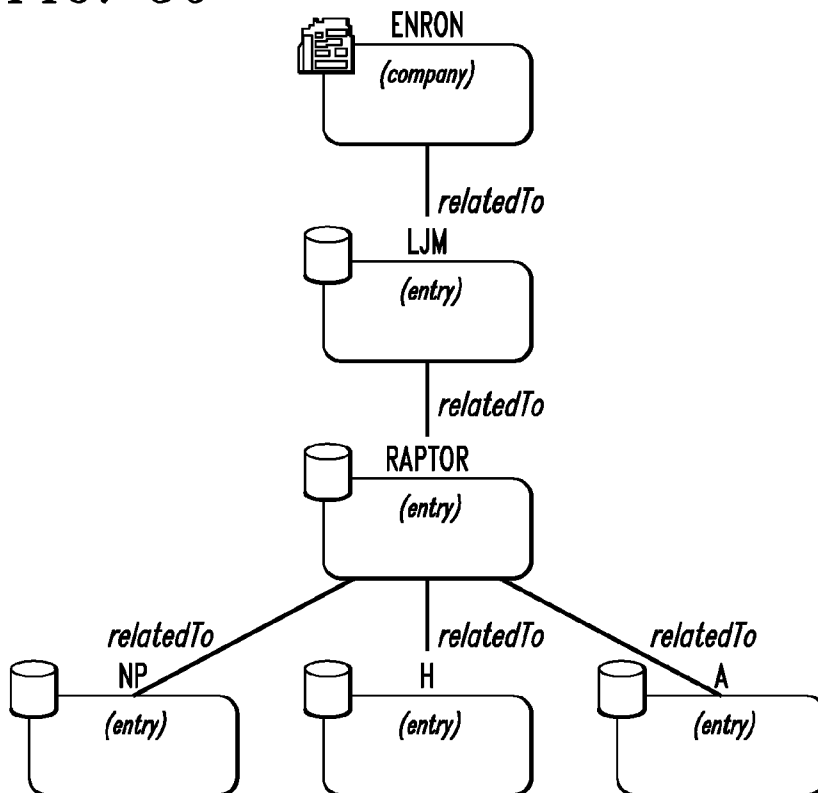 ENRON
(company)
relatedTo
LJM
(entry)
relatedTo
RAPTOR
(entry)
relatedTo relatedTo relatedTo
NP H A
(entry) (entry) (entry)